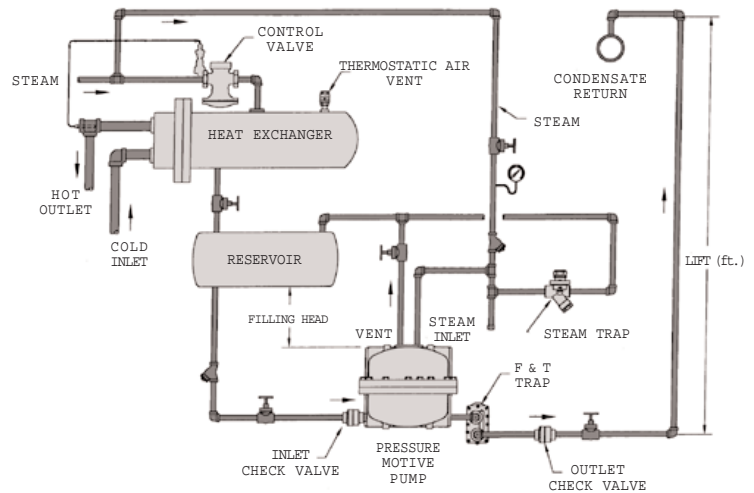 CONTROL
VALVE
STEAM
THERMOSTATIC AIR
VENT
CONDENSATE
RETURN
STEAM
HEAT EXCHANGER
HOT
OUTLET
COLD
INLET
RESERVOIR
LIFT (ft.)
FILLING HEAD
VENT
STEAM
INLET
STEAM TRAP
F & T
TRAP
INLET
CHECK VALVE
PRESSURE
MOTIVE
PUMP
OUTLET
CHECK VALVE